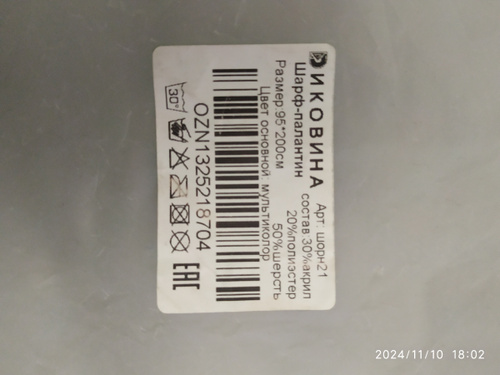 ДИКОВИНА Арт: шорн21
Шарф-палантин состав 30%акрил
20%полиэстер
Размер:95*200см 50%шерсть
Цвет основной: мультиколор
OZN1325218704
30°
EAC
2024/11/10 18:02